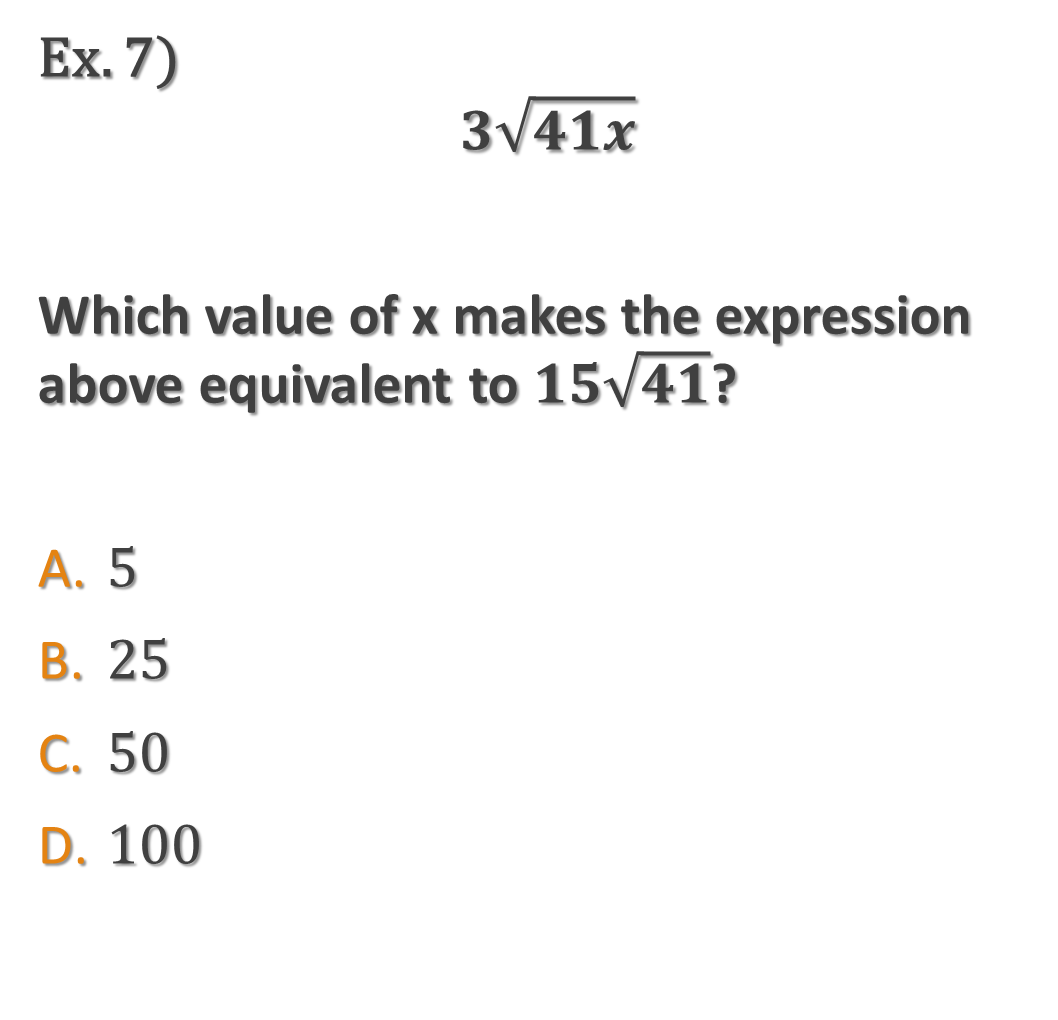 Ex. 7)
3√41x
Which value of x makes the expression
above equivalent to 15√41?
A. 5
B. 25
C. 50
D. 100